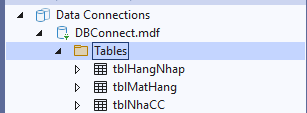 Data Connections
DBConnect.mdf
Tables
tblHangNhap
tblMatHang
tblNhaCC